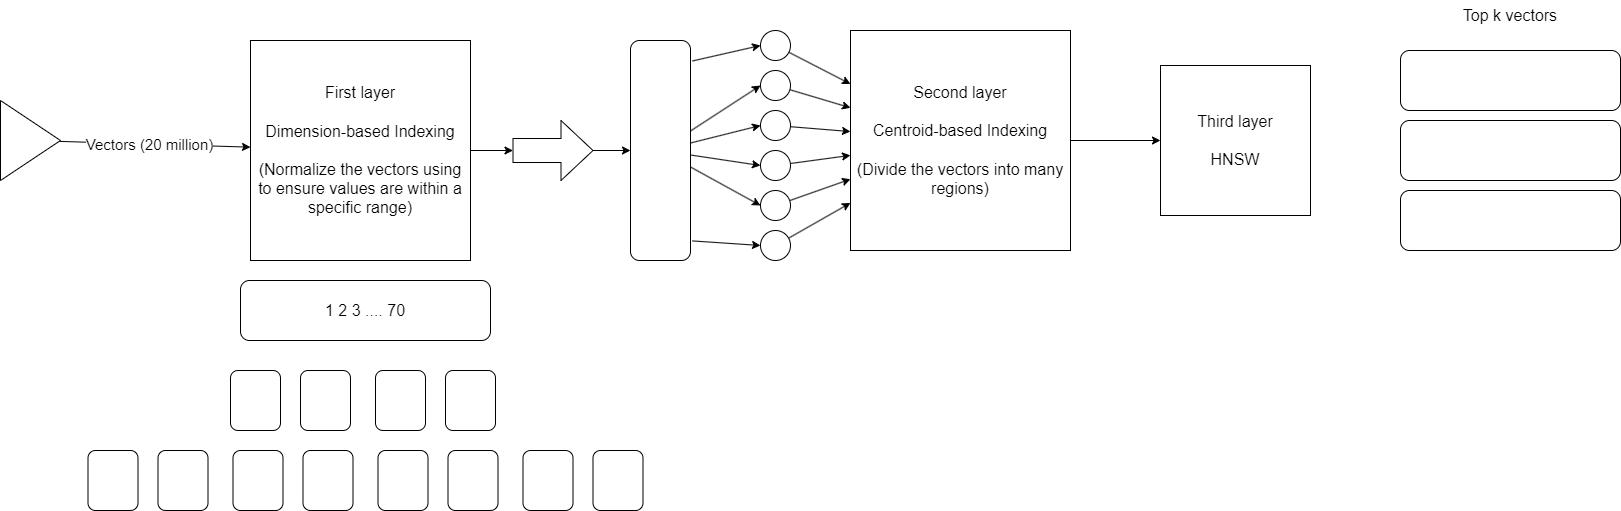 Top k vectors
Vectors (20 million)
First layer
Dimension-based Indexing
(Normalize the vectors using
to ensure values are within a
specific range)
Second layer
Centroid-based Indexing
(Divide the vectors into many
regions)
Third layer
HNSW
1 2 3 .... 70